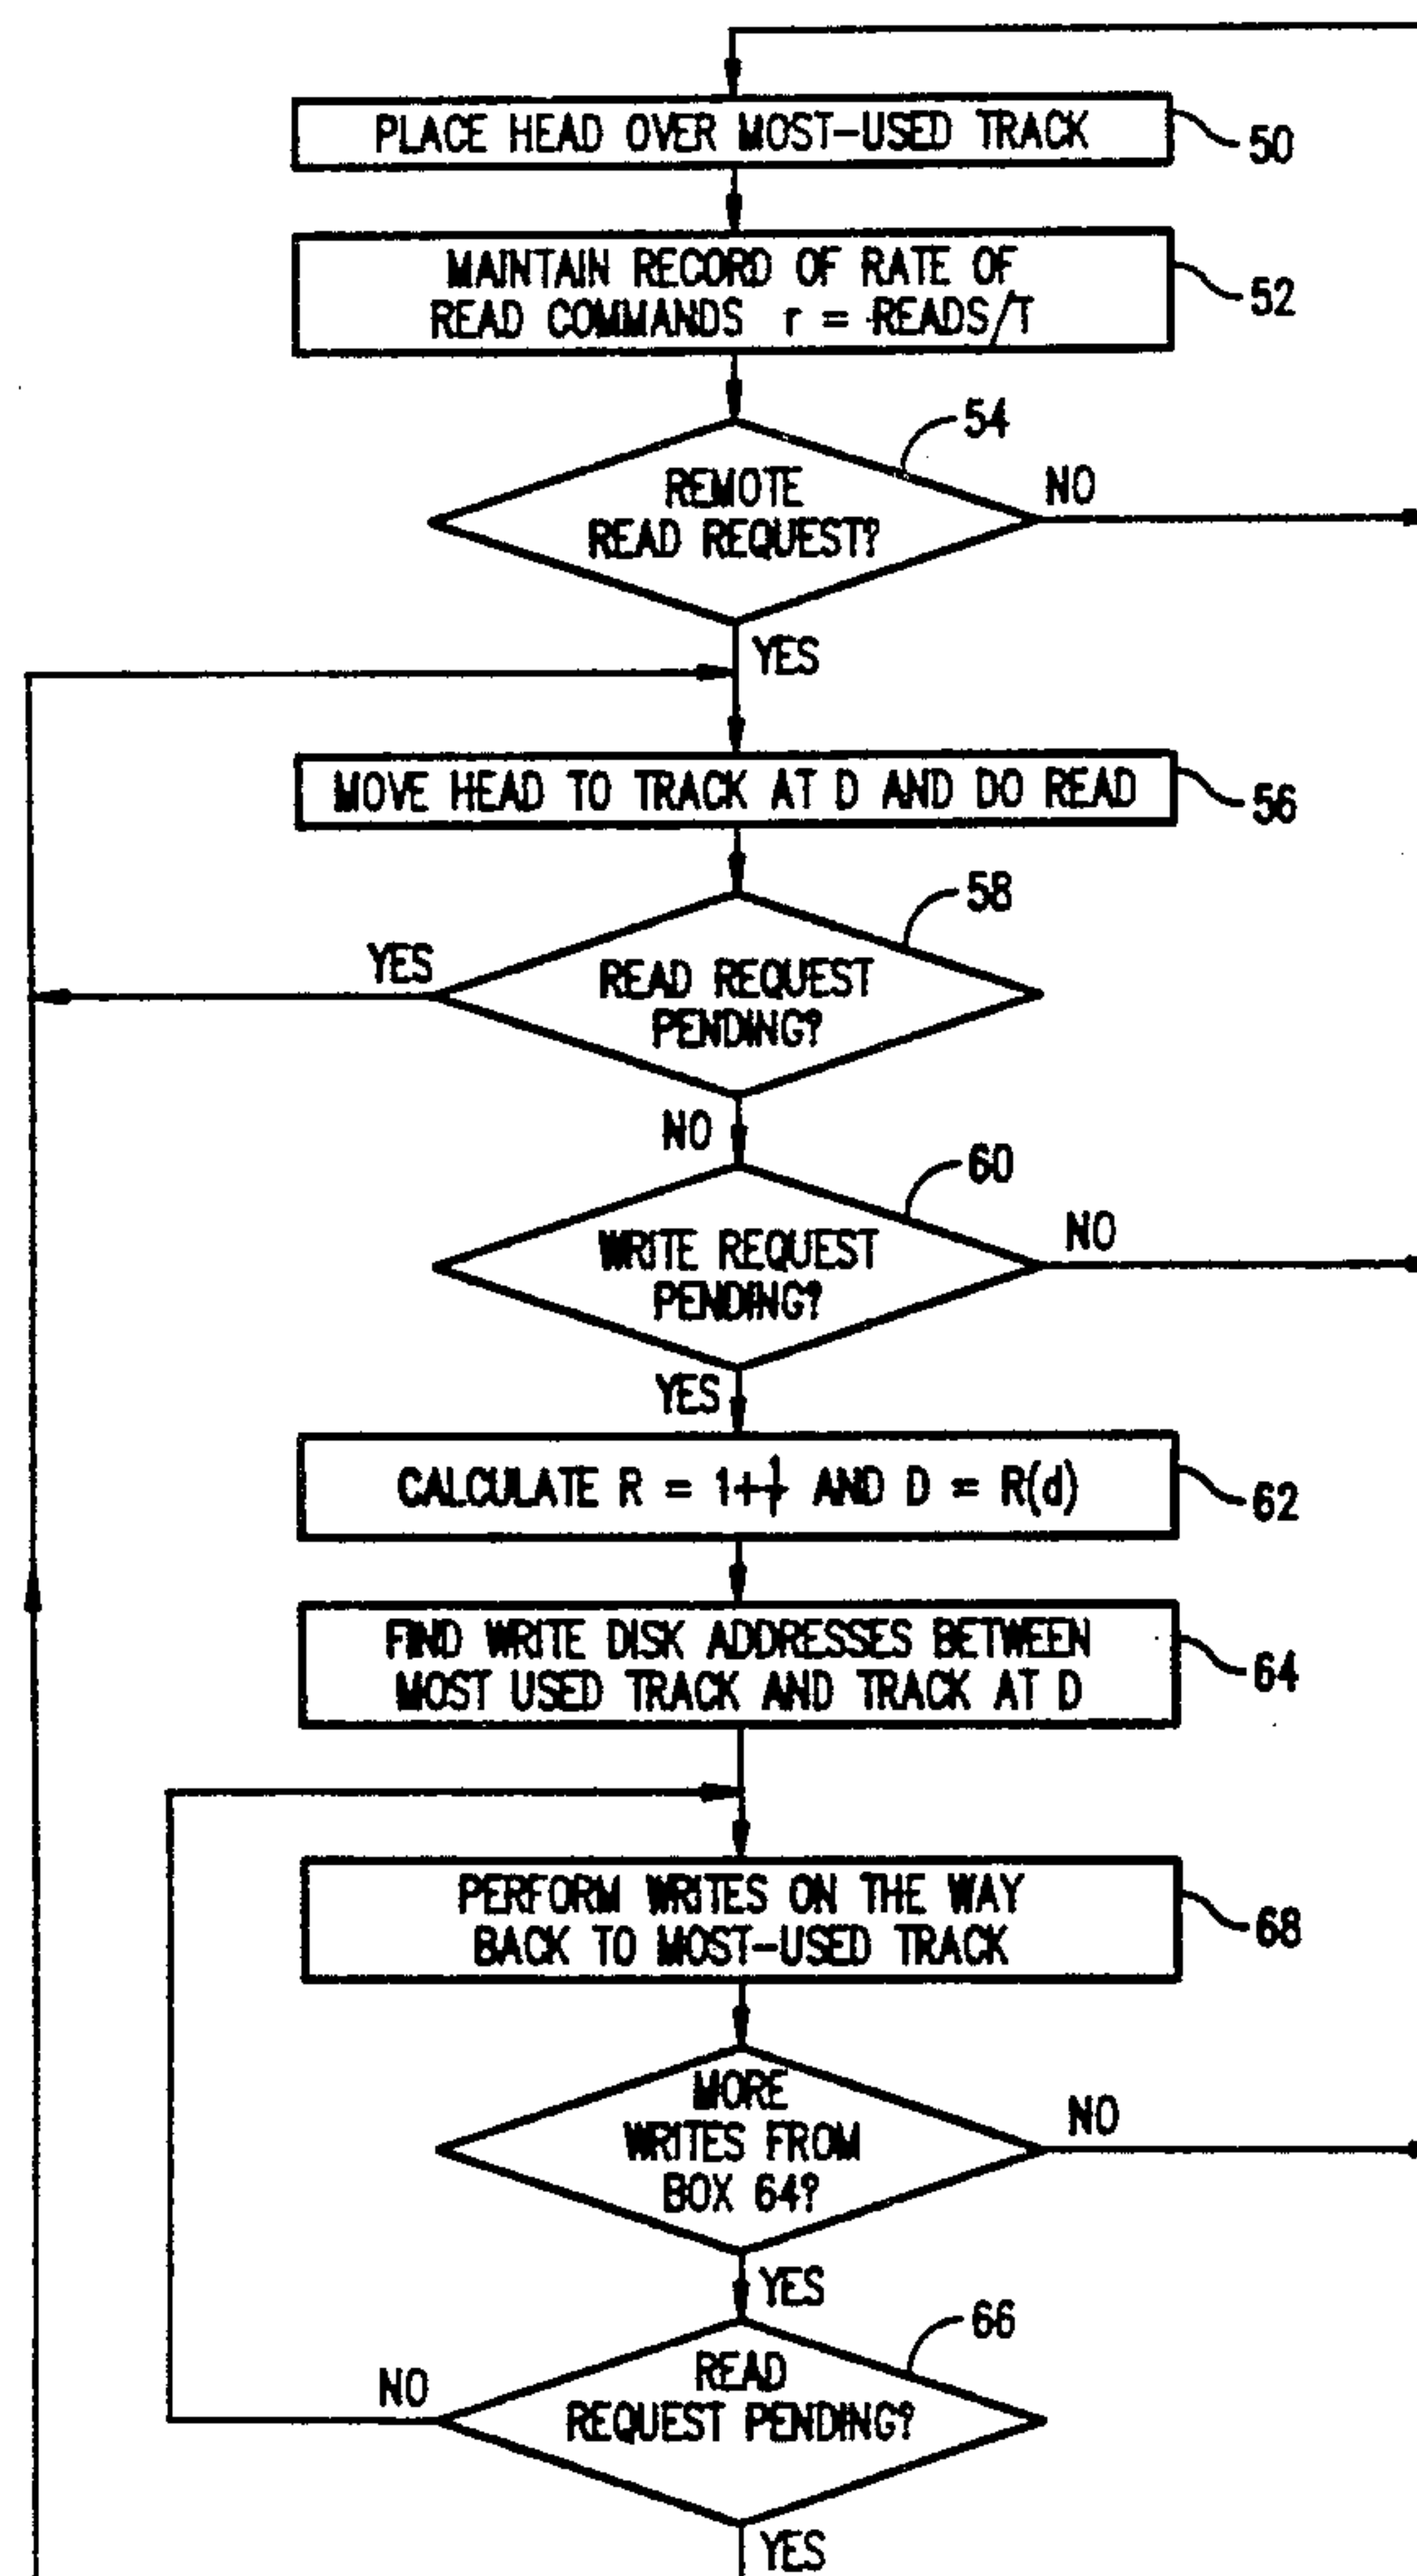 PLACE HEAD OVER MOST-USED TRACK
50
MAINTAIN RECORD OF RATE OF
READ COMMANDS r = READS/T
52
54
REMOTE
READ REQUEST?
NO
YES
MOVE HEAD TO TRACK AT D AND DO READ
56
58
YES
READ REQUEST
PENDING?
NO
60
WRITE REQUEST
PENDING?
NO
YES
CALCULATE R = 1+ AND D = R(d)
62
FIND WRITE DISK ADDRESSES BETWEEN
MOST USED TRACK AND TRACK AT D
64
PERFORM WRITES ON THE WAY
BACK TO MOST-USED TRACK
68
MORE
WRITES FROM
BOX 64?
NO
YES
66
READ
REQUEST PENDING?
NO
YES